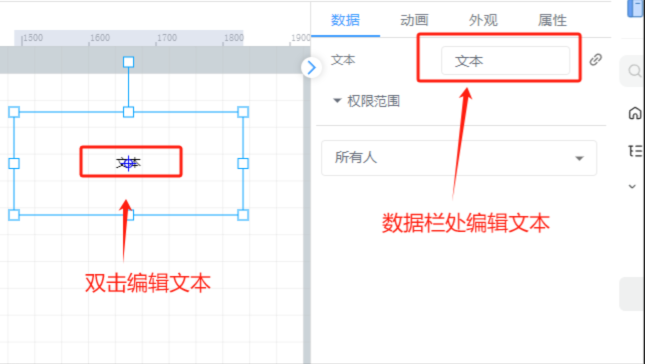 数据 动画 外观 属性
1500 1600 1700 1800 1900
文本 文本
权限范围
文本
所有人
数据栏处编辑文本
双击编辑文本